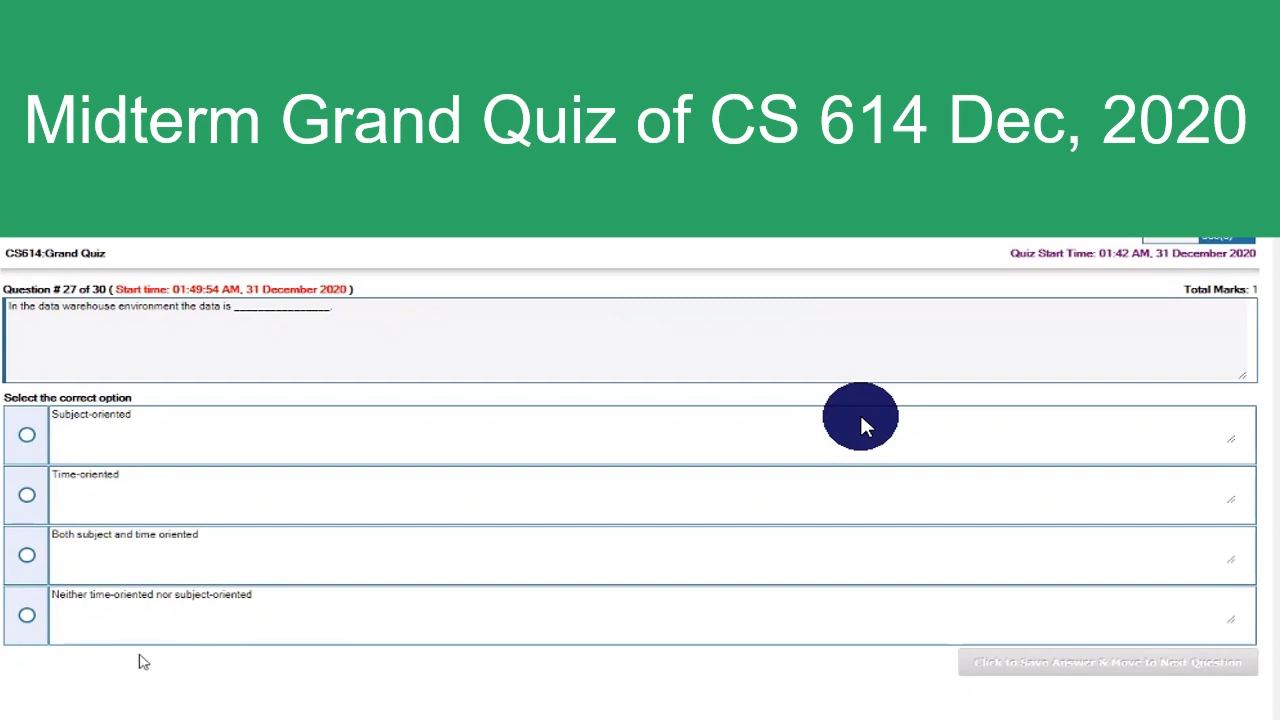 Midterm Grand Quiz of CS 614 Dec, 2020
CS614:Grand Quiz
Quiz Start Time: 01:42 AM, 31 December 2020
Question # 27 of 30 ( Start time: 01:49:54 AM, 31 December 2020 )
Total Marks: 1
In the data warehouse environment the data is ________________.
Select the correct option
Subject-oriented
Time-oriented
Both subject and time oriented
Neither time-oriented nor subject-oriented
Click to Save Answer & Move to Next Question